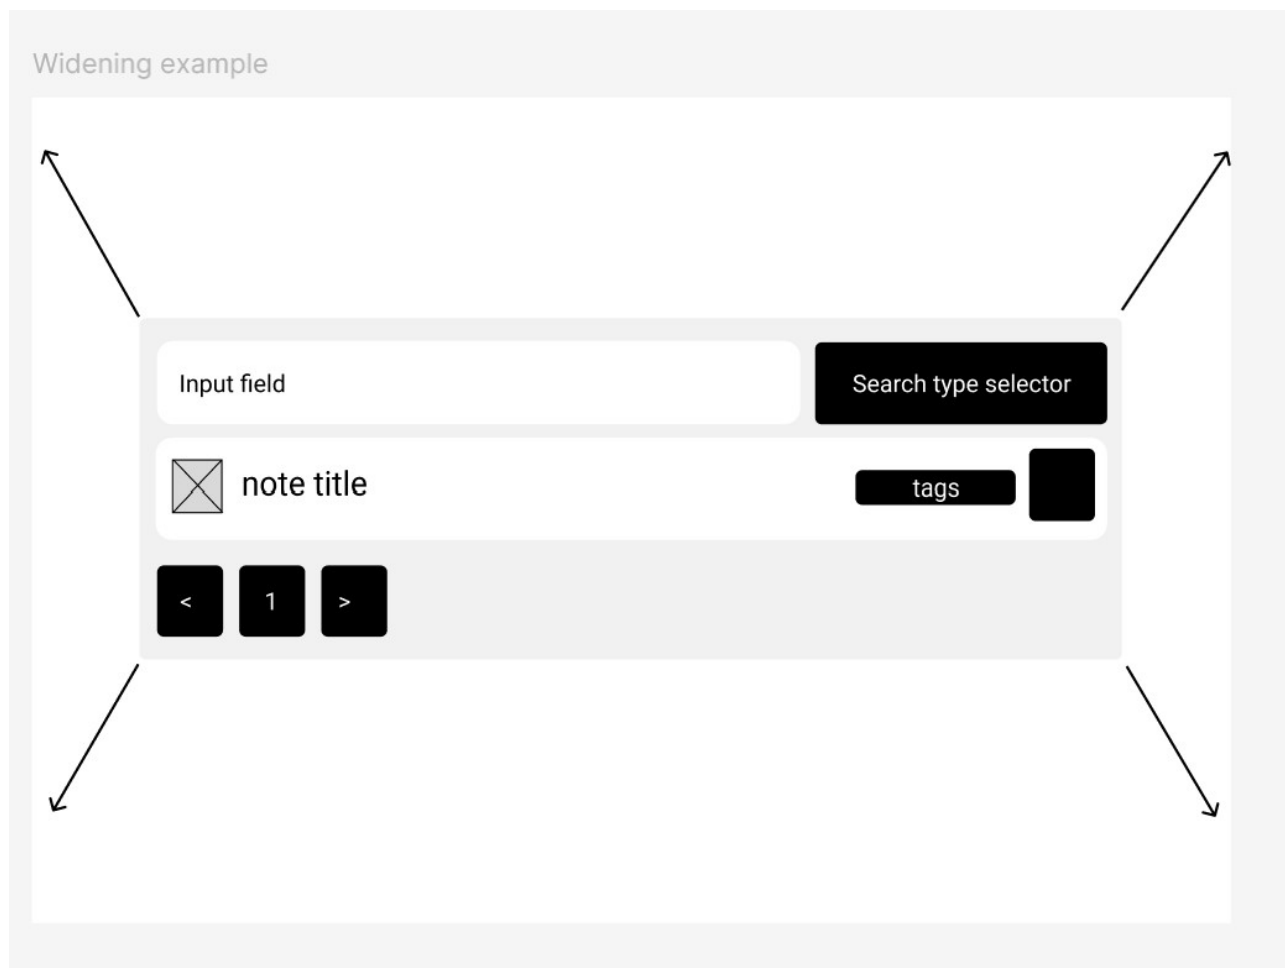 Widening example
Input field
Search type selector
note title
tags
< 1 >